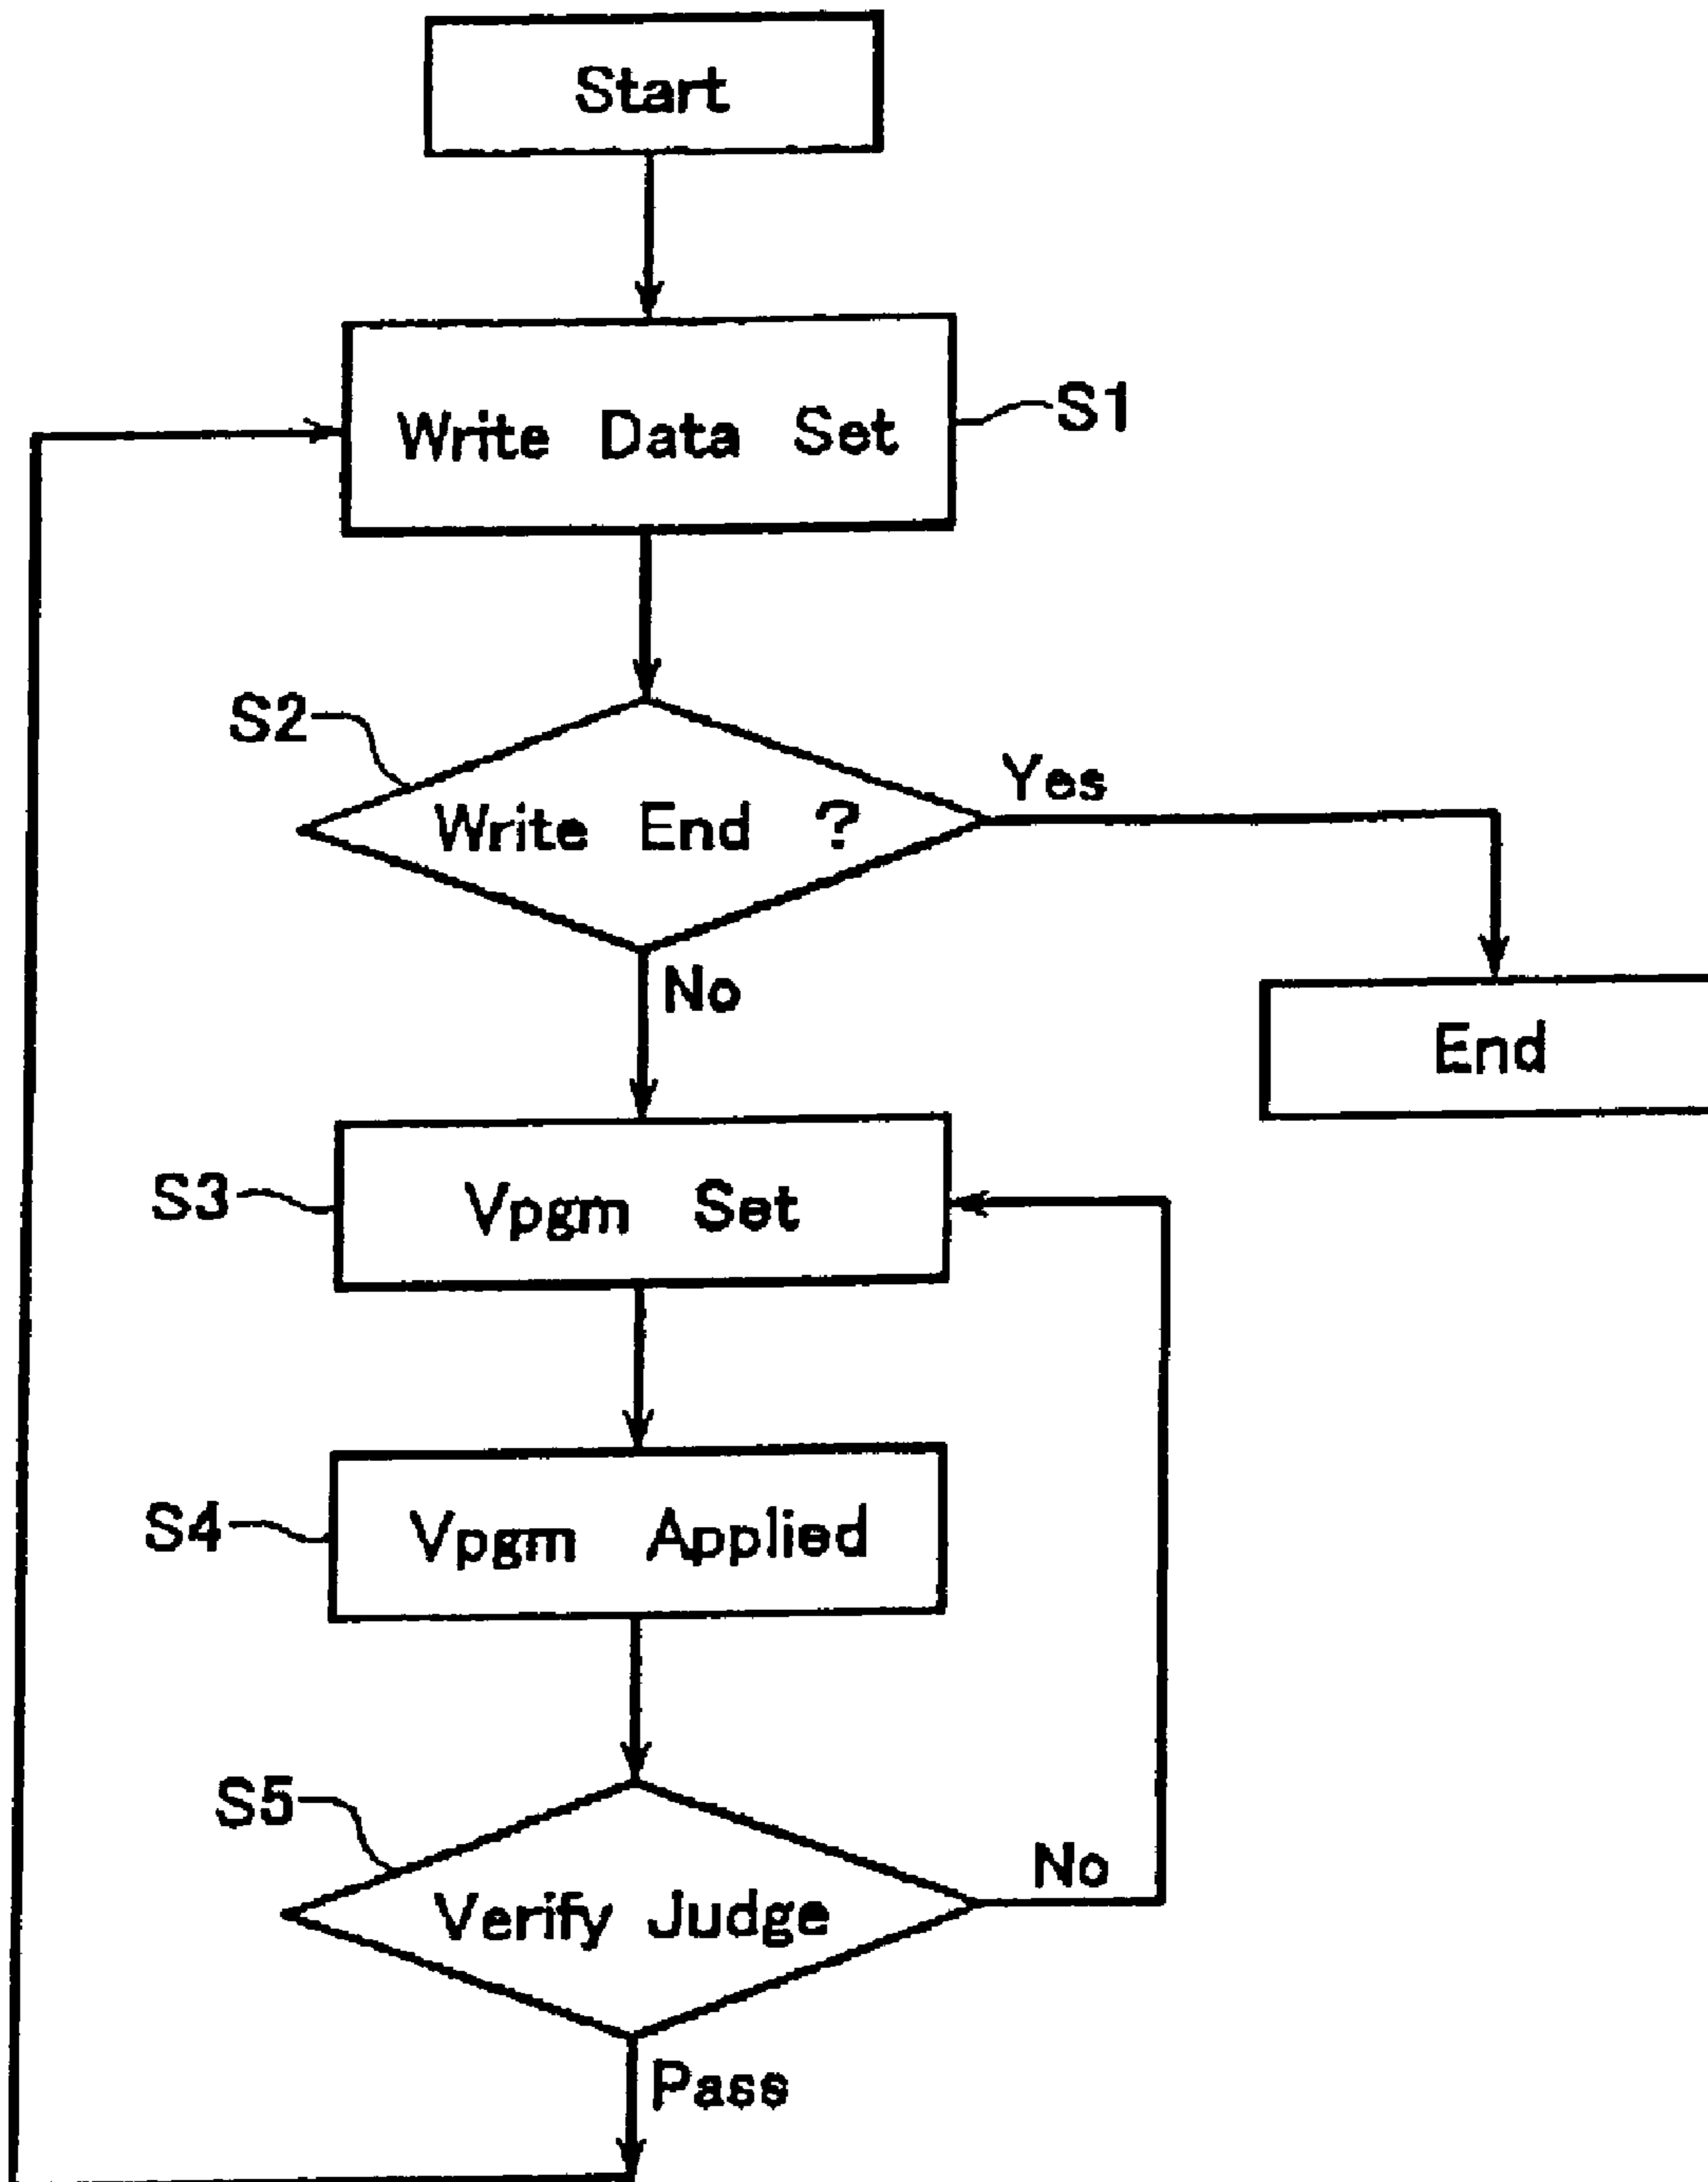 Start
Write Data Set
S1
S2
Write End ?
Yes
No
End
S3
Vpgm Set
S4
Vpgm Applied
S5
Verify Judge
No
Pass